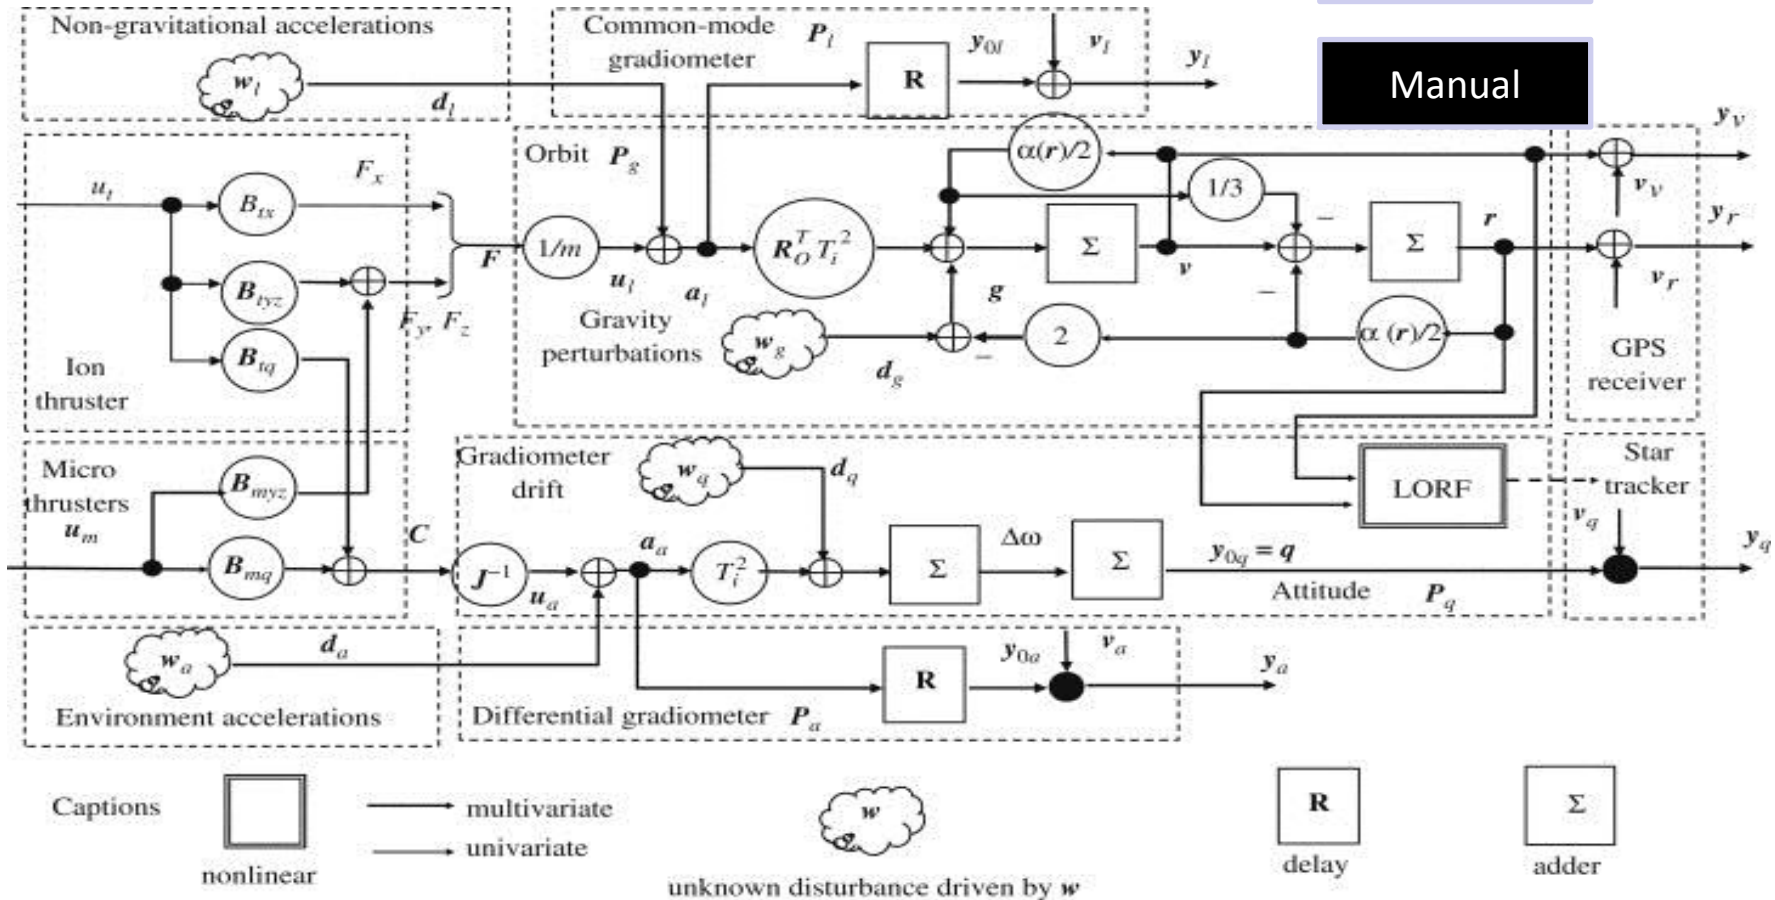 Non-gravitational accelerations
w_l
d_l
Common-mode
gradiometer
P_l
R
y_0l
v_l
y_l
Manual
u_t
B_tx
F_x
B_tyz
F_y, F_z
B_tq
Ion
thruster
F
Orbit P_g
1/m
u_l
a_l
R_O^T T_i^2
α(r)/2
1/3
Σ
v
Σ
r
−
−
g
Gravity
perturbations
w_g
d_g
−
2
α (r)/2
y_v
v_v
y_r
v_r
GPS
receiver
Micro
thrusters
u_m
B_myz
B_mq
C
Gradiometer
drift
w_q
d_q
J^−1
u_a
a_a
T_i^2
Σ
Δω
Σ
y_0q = q
Attitude P_q
LORF
Star
tracker
v_q
y_q
w_a
d_a
Environment accelerations
Differential gradiometer P_a
R
y_0a
v_a
y_a
Captions
nonlinear
multivariate
univariate
w
unknown disturbance driven by w
R
delay
Σ
adder